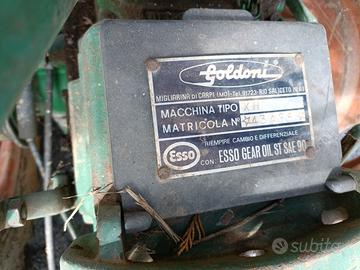 Goldoni
MIGLIARINA DI CARPI (MO)-Tel. 91723-RIO SALICETO
MACCHINA TIPO XH
MATRICOLA N°
RIEMPIRE CAMBIO E DIFFERENZIALE
Esso
CON: ESSO GEAR OIL ST SAE 90
subito